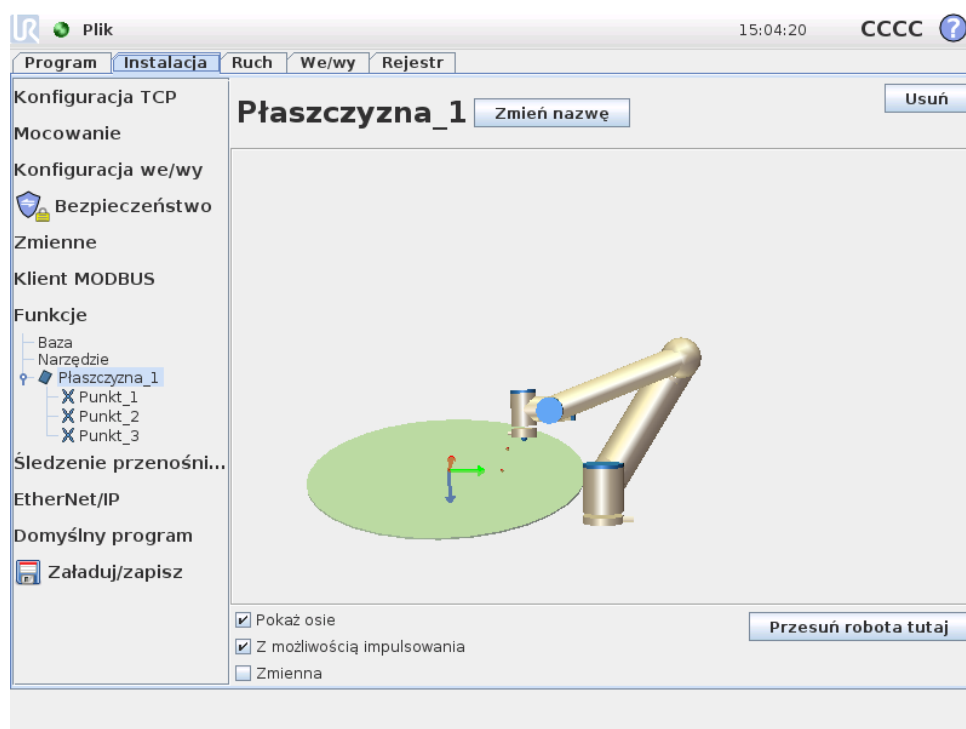 UR Plik 15:04:20 CCCC ?
Program Instalacja Ruch We/wy Rejestr
Konfiguracja TCP
Mocowanie
Konfiguracja we/wy
Bezpieczeństwo
Zmienne
Klient MODBUS
Funkcje
Baza
Narzędzie
Płaszczyzna_1
Punkt_1
Punkt_2
Punkt_3
Śledzenie przenośni...
EtherNet/IP
Domyślny program
Załaduj/zapisz
Płaszczyzna_1 Zmień nazwę Usuń
Pokaż osie
Z możliwością impulsowania
Zmienna
Przesuń robota tutaj